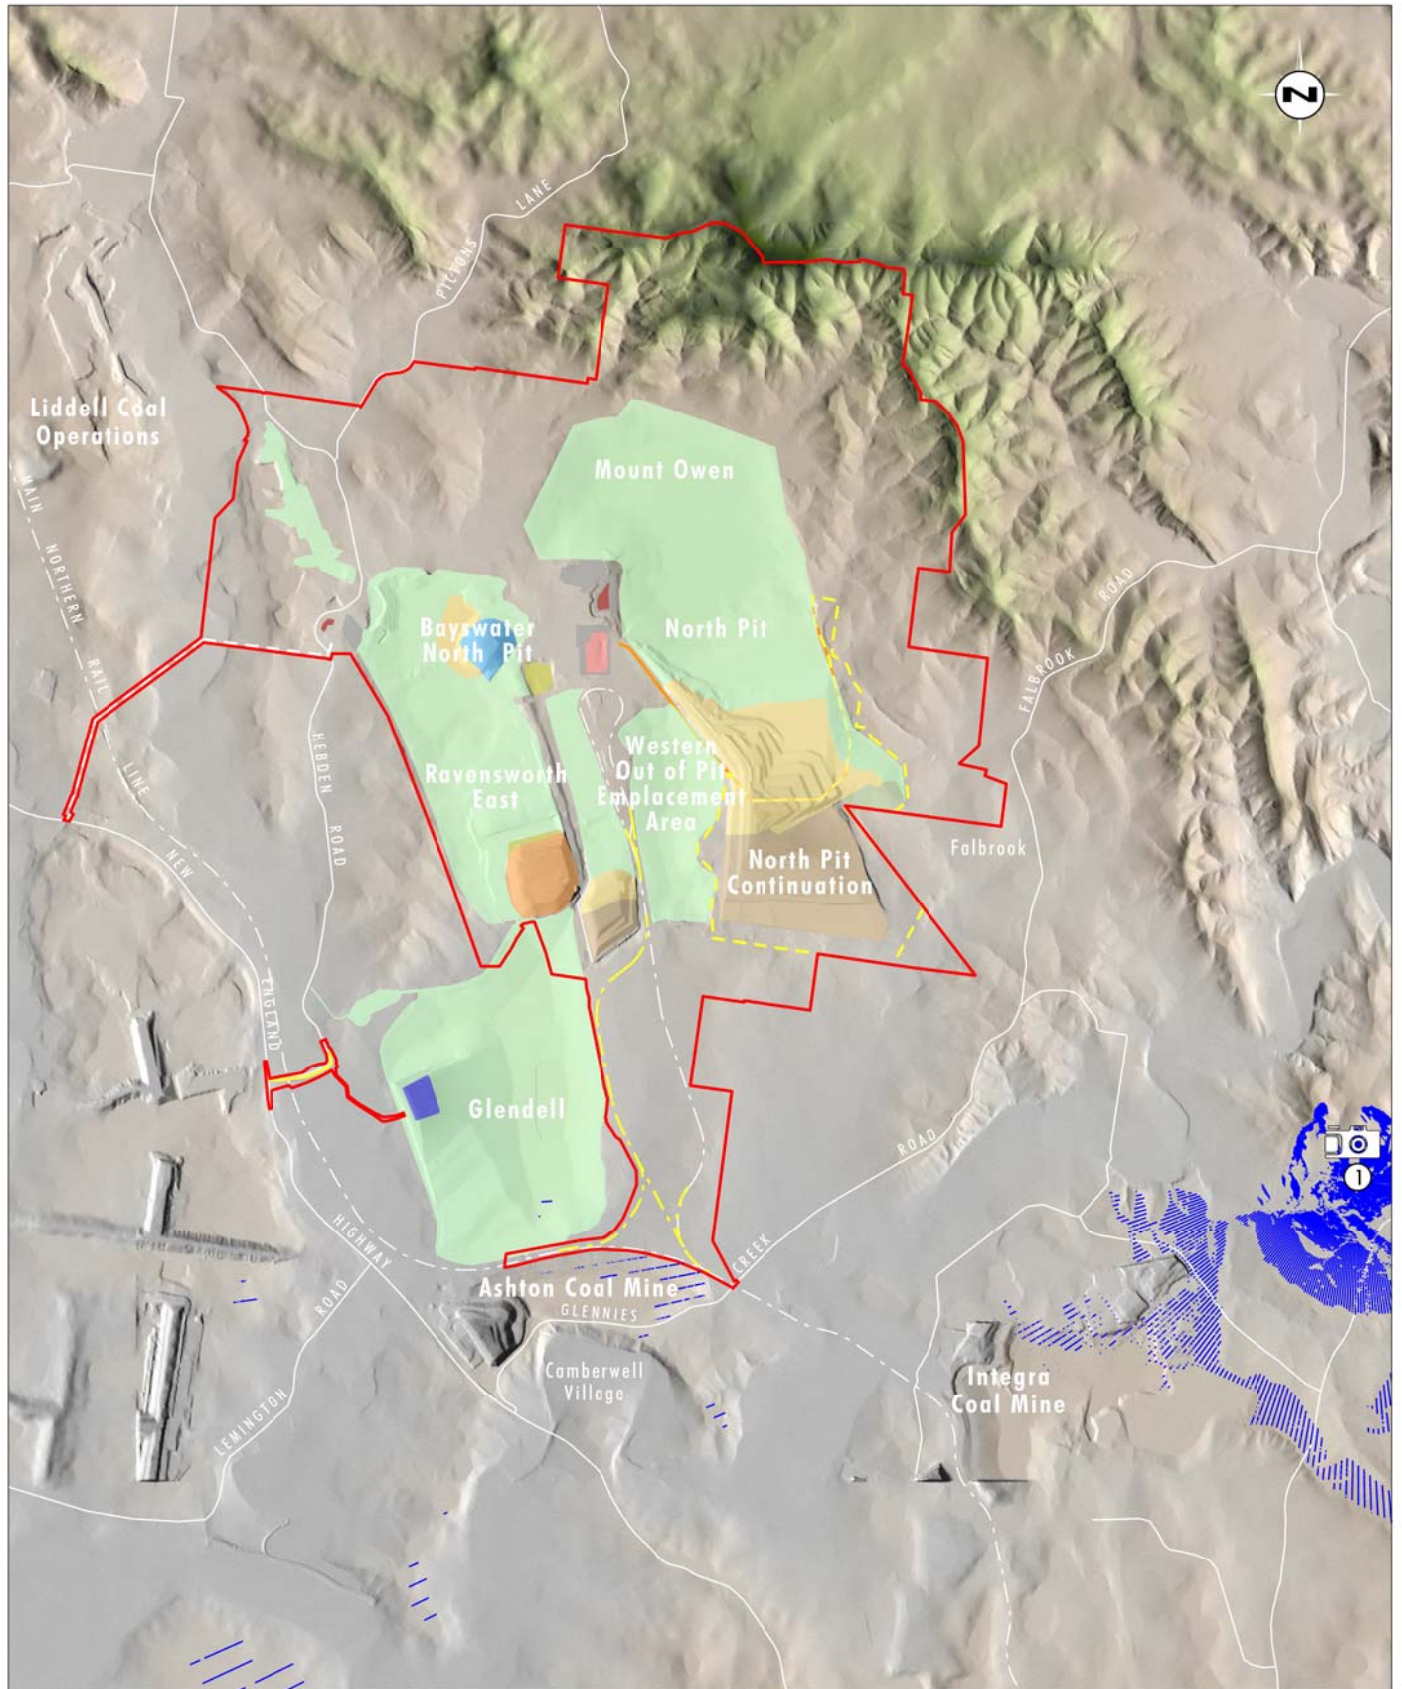 N
PICTONS LANE
Liddell Coal
Operations
Mount Owen
MAIN NORTHERN RAIL LINE
Bayswater
North Pit
North Pit
FALBROOK ROAD
HEBDEN ROAD
Ravensworth
East
Western
Out of Pit
Emplacement
Area
Falbrook
North Pit
Continuation
NEW ENGLAND HIGHWAY
Glendell
1
GLENNIES CREEK ROAD
Ashton Coal Mine
LEMINGTON ROAD
Camberwell
Village
Integra
Coal Mine